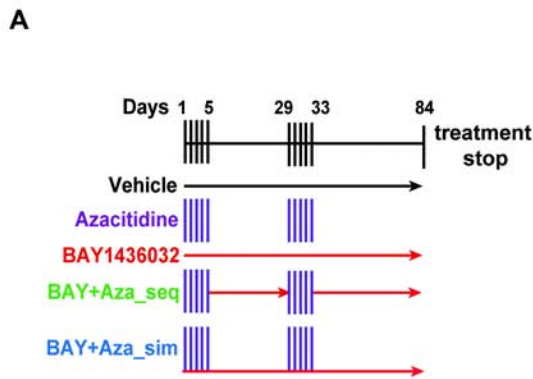 A
Days 1 5 29 33 84
treatment
stop
Vehicle
Azacitidine
BAY1436032
BAY+Aza_seq
BAY+Aza_sim